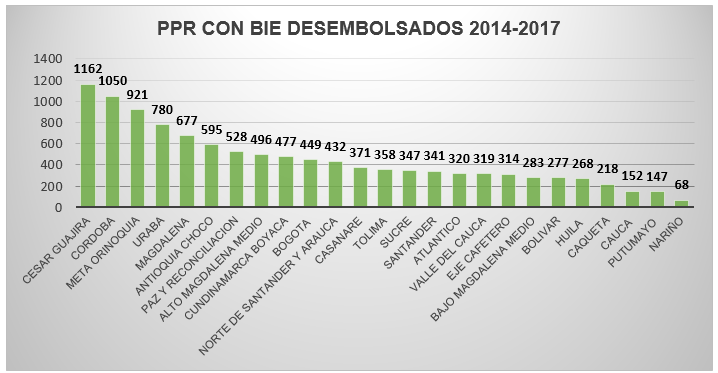 PPR CON BIE DESEMBOLSADOS 2014-2017
1400
1200
1000
800
600
400
200
0
1162
1050
921
780
677
595
528
496
477
449
432
371
358
347
341
320
319
314
283
277
268
218
152
147
68
CESAR GUAJIRA
CORDOBA
META ORINOQUIA
URABA
MAGDALENA
ANTIOQUIA CHOCO
PAZ Y RECONCILIACION
ALTO MAGDALENA MEDIO
CUNDINAMARCA BOYACA
BOGOTA
NORTE DE SANTANDER Y ARAUCA
CASANARE
TOLIMA
SUCRE
SANTANDER
ATLANTICO
VALLE DEL CAUCA
EJE CAFETERO
BAJO MAGDALENA MEDIO
BOLIVAR
HUILA
CAQUETA
CAUCA
PUTUMAYO
NARIÑO